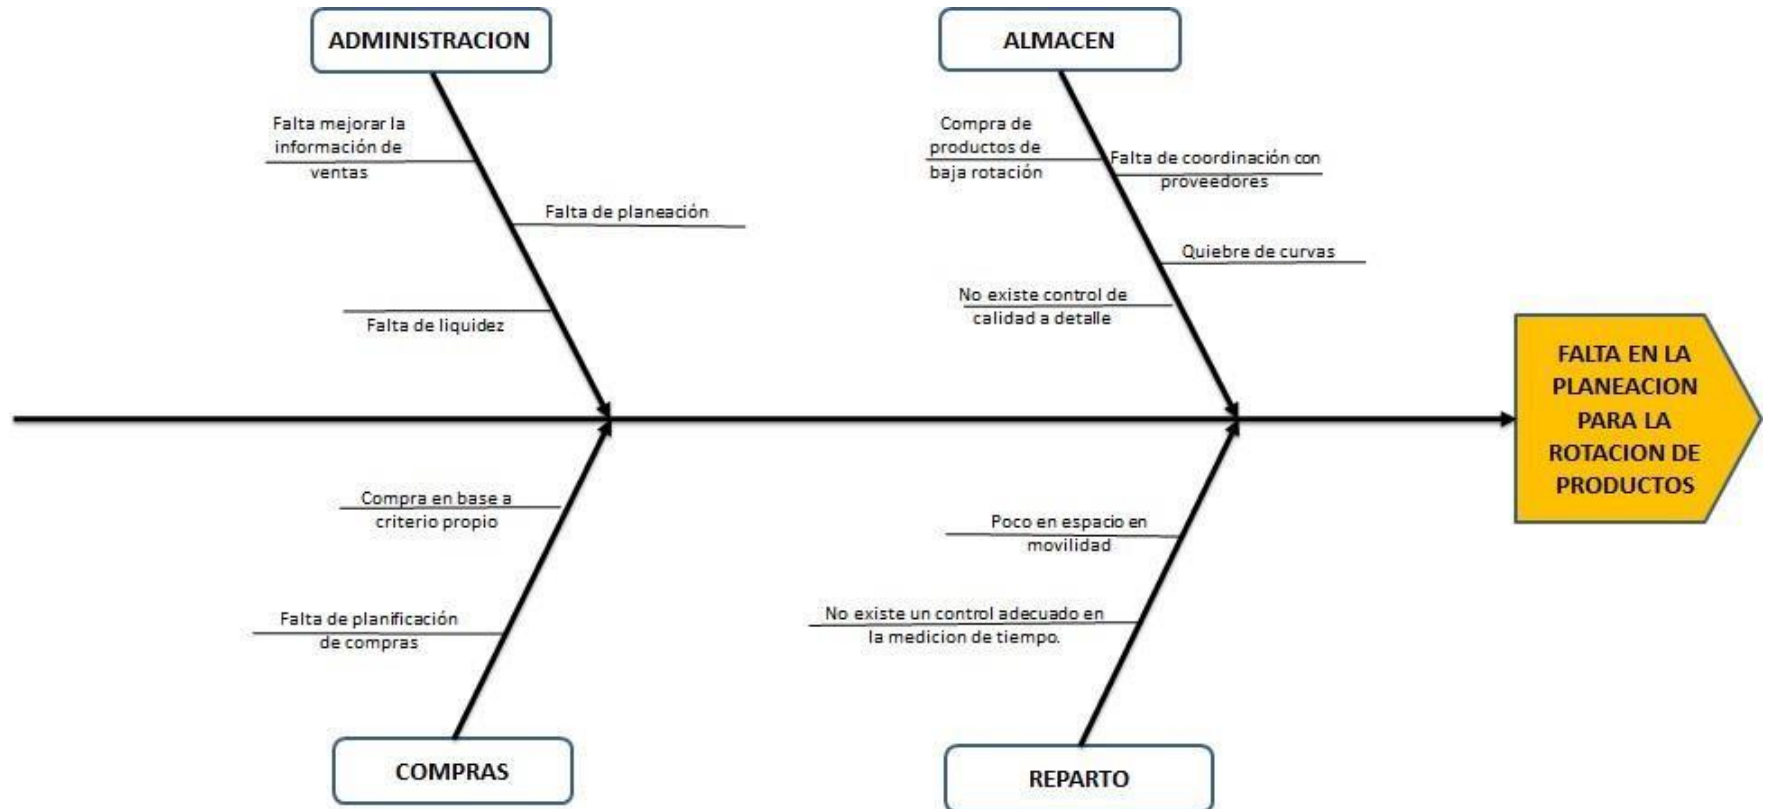 ADMINISTRACION
ALMACEN
Falta mejorar la
información de
ventas
Falta de planeación
Falta de liquidez
Compra de
productos de
baja rotación
Falta de coordinación con
proveedores
Quiebre de curvas
No existe control de
calidad a detalle
FALTA EN LA
PLANEACION
PARA LA
ROTACION DE
PRODUCTOS
Compra en base a
criterio propio
Falta de planificación
de compras
Poco en espacio en
movilidad
No existe un control adecuado en
la medicion de tiempo.
COMPRAS
REPARTO